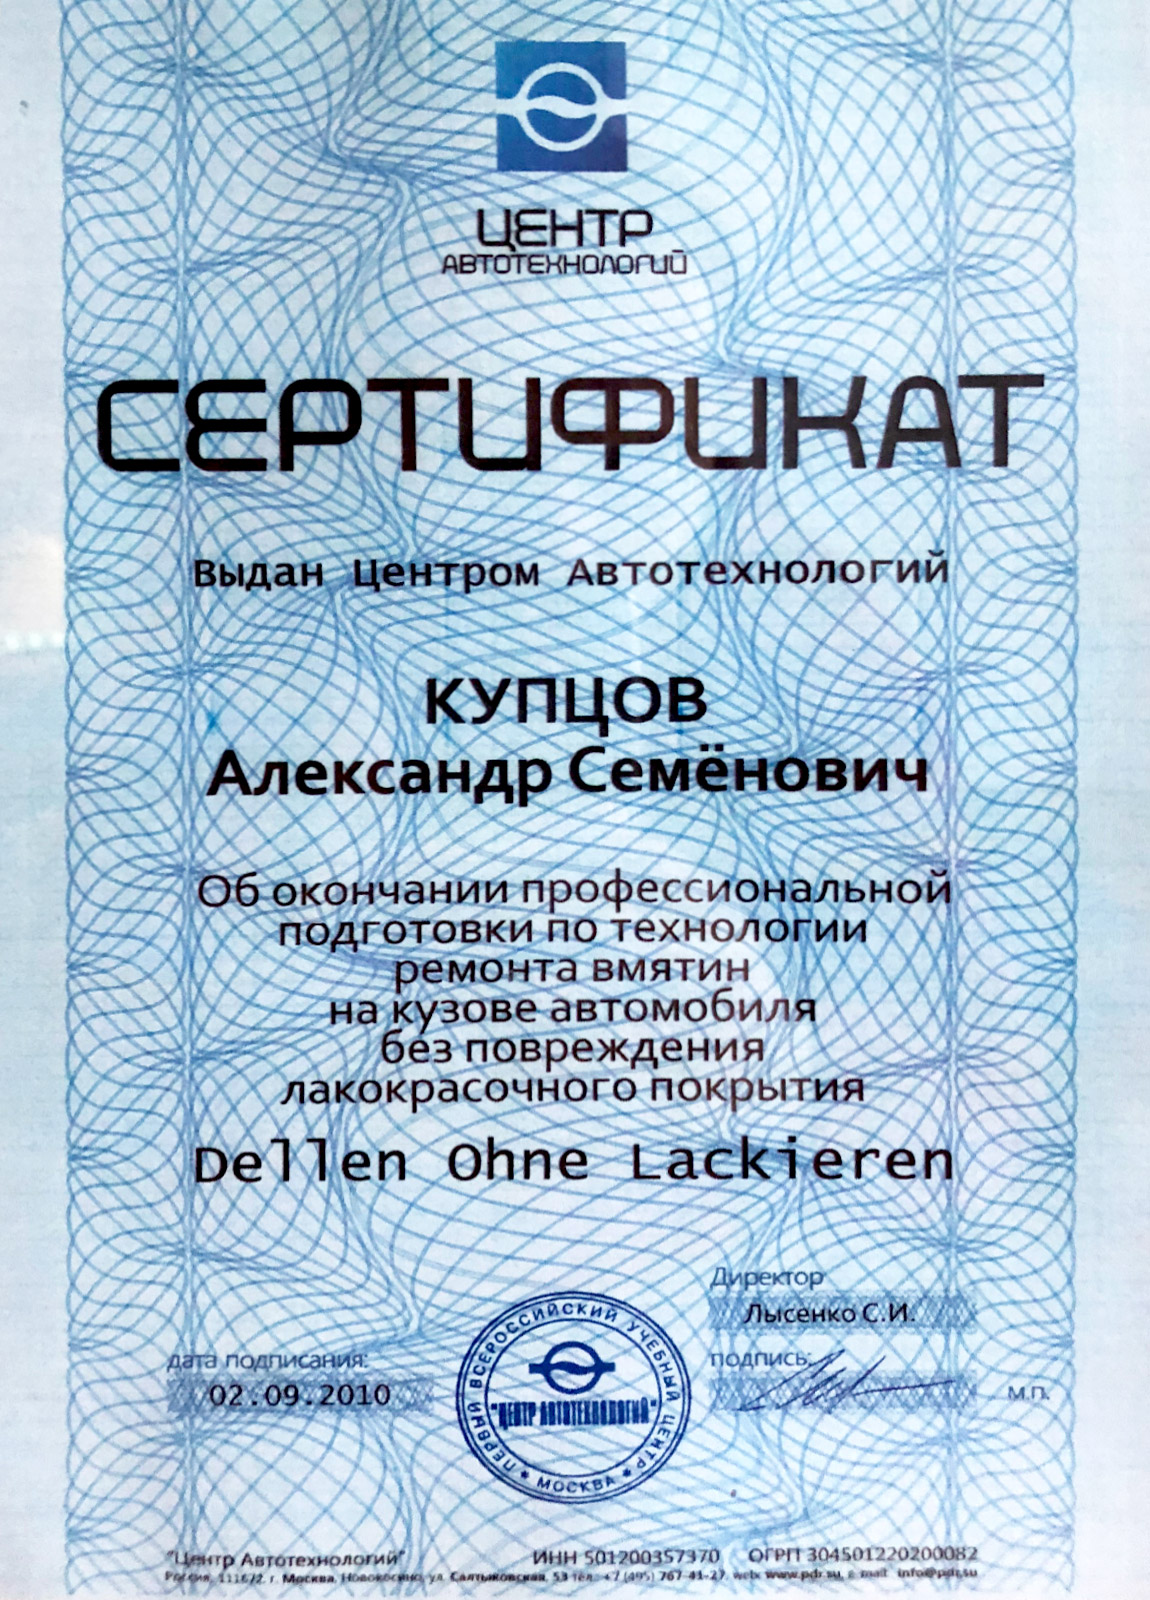 ЦЕНТР
АВТОТЕХНОЛОГИЙ
СЕРТИФИКАТ
Выдан Центром Автотехнологий
КУПЦОВ
Александр Семёнович
Об окончании профессиональной
подготовки по технологии
ремонта вмятин
на кузове автомобиля
без повреждения
лакокрасочного покрытия
Dellen Ohne Lackieren
Директор
Лысенко С.И.
дата подписания:
02.09.2010
подпись:
м.п.
ПЕРВЫЙ ВСЕРОССИЙСКИЙ УЧЕБНЫЙ ЦЕНТР
"ЦЕНТР АВТОТЕХНОЛОГИЙ"
* МОСКВА *
"Центр Автотехнологий" ИНН 501200357370 ОГРП 304501220200082
Россия, 111672, г. Москва, Новокосино, ул. Салтыковская, 53 тел.: +7 (495) 767-41-27, web: www.pdr.su, e-mail: info@pdr.su